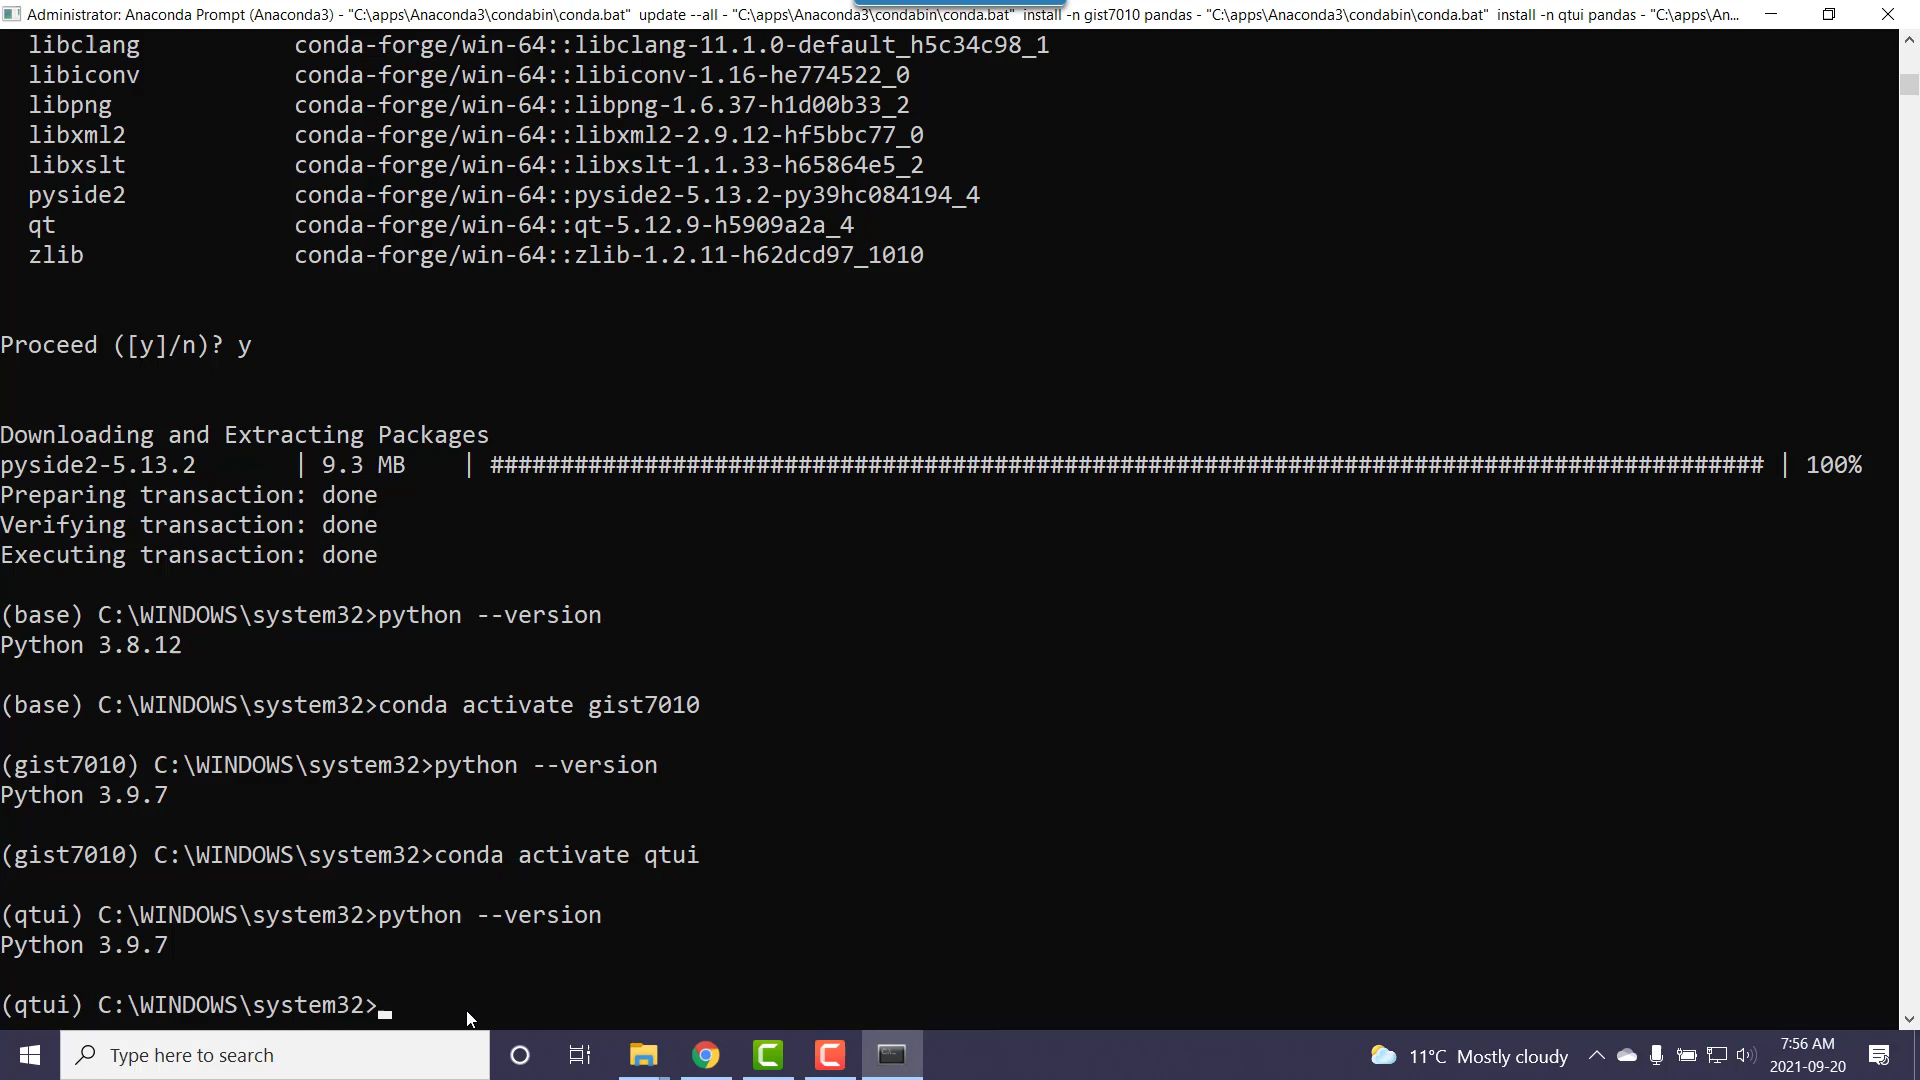 Administrator: Anaconda Prompt (Anaconda3) - "C:\apps\Anaconda3\condabin\conda.bat" update --all - "C:\apps\Anaconda3\condabin\conda.bat" install -n gist7010 pandas - "C:\apps\Anaconda3\condabin\conda.bat" install -n qtui pandas - "C:\apps\An...
libclang conda-forge/win-64::libclang-11.1.0-default_h5c34c98_1
libiconv conda-forge/win-64::libiconv-1.16-he774522_0
libpng conda-forge/win-64::libpng-1.6.37-h1d00b33_2
libxml2 conda-forge/win-64::libxml2-2.9.12-hf5bbc77_0
libxslt conda-forge/win-64::libxslt-1.1.33-h65864e5_2
pyside2 conda-forge/win-64::pyside2-5.13.2-py39hc084194_4
qt conda-forge/win-64::qt-5.12.9-h5909a2a_4
zlib conda-forge/win-64::zlib-1.2.11-h62dcd97_1010
Proceed ([y]/n)? y
Downloading and Extracting Packages
pyside2-5.13.2 | 9.3 MB | ########################################################################################### | 100%
Preparing transaction: done
Verifying transaction: done
Executing transaction: done
(base) C:\WINDOWS\system32>python --version
Python 3.8.12
(base) C:\WINDOWS\system32>conda activate gist7010
(gist7010) C:\WINDOWS\system32>python --version
Python 3.9.7
(gist7010) C:\WINDOWS\system32>conda activate qtui
(qtui) C:\WINDOWS\system32>python --version
Python 3.9.7
(qtui) C:\WINDOWS\system32>
Type here to search
11°C Mostly cloudy
7:56 AM
2021-09-20